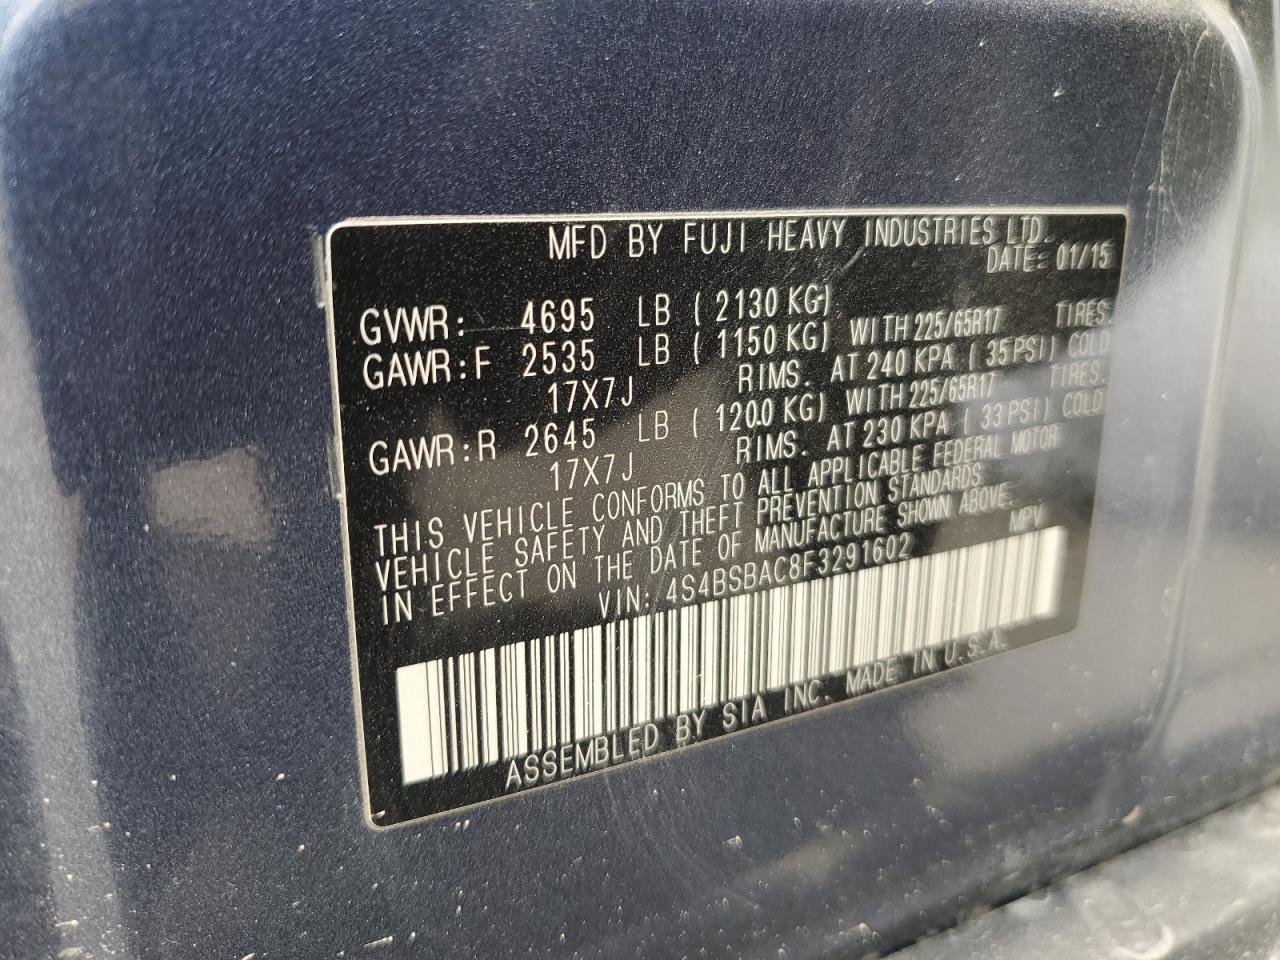 MFD BY FUJI HEAVY INDUSTRIES LTD.
DATE: 01/15
GVWR: 4695 LB ( 2130 KG)
GAWR:F 2535 LB ( 1150 KG) WITH 225/65R17 TIRES.
17X7J RIMS. AT 240 KPA ( 35 PSI) COLD
GAWR:R 2645 LB ( 1200 KG) WITH 225/65R17 TIRES.
17X7J RIMS. AT 230 KPA ( 33 PSI) COLD
THIS VEHICLE CONFORMS TO ALL APPLICABLE FEDERAL MOTOR
VEHICLE SAFETY AND THEFT PREVENTION STANDARDS
IN EFFECT ON THE DATE OF MANUFACTURE SHOWN ABOVE.
VIN: 4S4BSBAC8F3291602 MPV
ASSEMBLED BY SIA INC. MADE IN U.S.A.